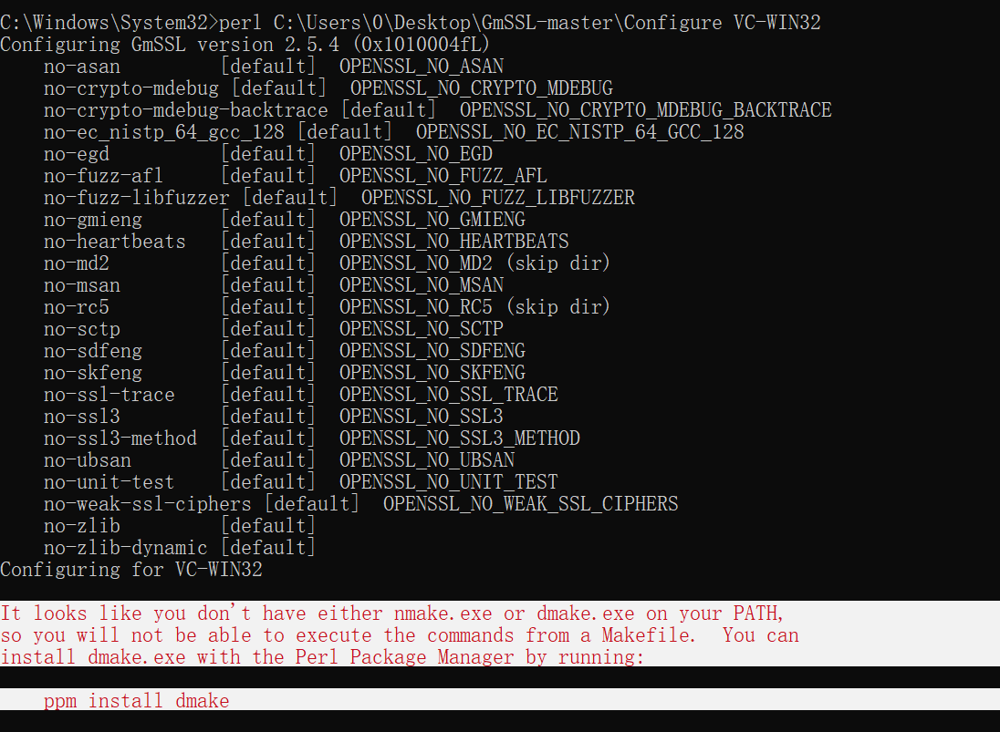 C:\Windows\System32>perl C:\Users\0\Desktop\GmSSL-master\Configure VC-WIN32
Configuring GmSSL version 2.5.4 (0x1010004fL)
    no-asan         [default]  OPENSSL_NO_ASAN
    no-crypto-mdebug [default]  OPENSSL_NO_CRYPTO_MDEBUG
    no-crypto-mdebug-backtrace [default]  OPENSSL_NO_CRYPTO_MDEBUG_BACKTRACE
    no-ec_nistp_64_gcc_128 [default]  OPENSSL_NO_EC_NISTP_64_GCC_128
    no-egd          [default]  OPENSSL_NO_EGD
    no-fuzz-afl     [default]  OPENSSL_NO_FUZZ_AFL
    no-fuzz-libfuzzer [default]  OPENSSL_NO_FUZZ_LIBFUZZER
    no-gmieng       [default]  OPENSSL_NO_GMIENG
    no-heartbeats   [default]  OPENSSL_NO_HEARTBEATS
    no-md2          [default]  OPENSSL_NO_MD2 (skip dir)
    no-msan         [default]  OPENSSL_NO_MSAN
    no-rc5          [default]  OPENSSL_NO_RC5 (skip dir)
    no-sctp         [default]  OPENSSL_NO_SCTP
    no-sdfeng       [default]  OPENSSL_NO_SDFENG
    no-skfeng       [default]  OPENSSL_NO_SKFENG
    no-ssl-trace    [default]  OPENSSL_NO_SSL_TRACE
    no-ssl3         [default]  OPENSSL_NO_SSL3
    no-ssl3-method  [default]  OPENSSL_NO_SSL3_METHOD
    no-ubsan        [default]  OPENSSL_NO_UBSAN
    no-unit-test    [default]  OPENSSL_NO_UNIT_TEST
    no-weak-ssl-ciphers [default]  OPENSSL_NO_WEAK_SSL_CIPHERS
    no-zlib         [default]
    no-zlib-dynamic [default]
Configuring for VC-WIN32
It looks like you don't have either nmake.exe or dmake.exe on your PATH,
so you will not be able to execute the commands from a Makefile.  You can
install dmake.exe with the Perl Package Manager by running:
    ppm install dmake